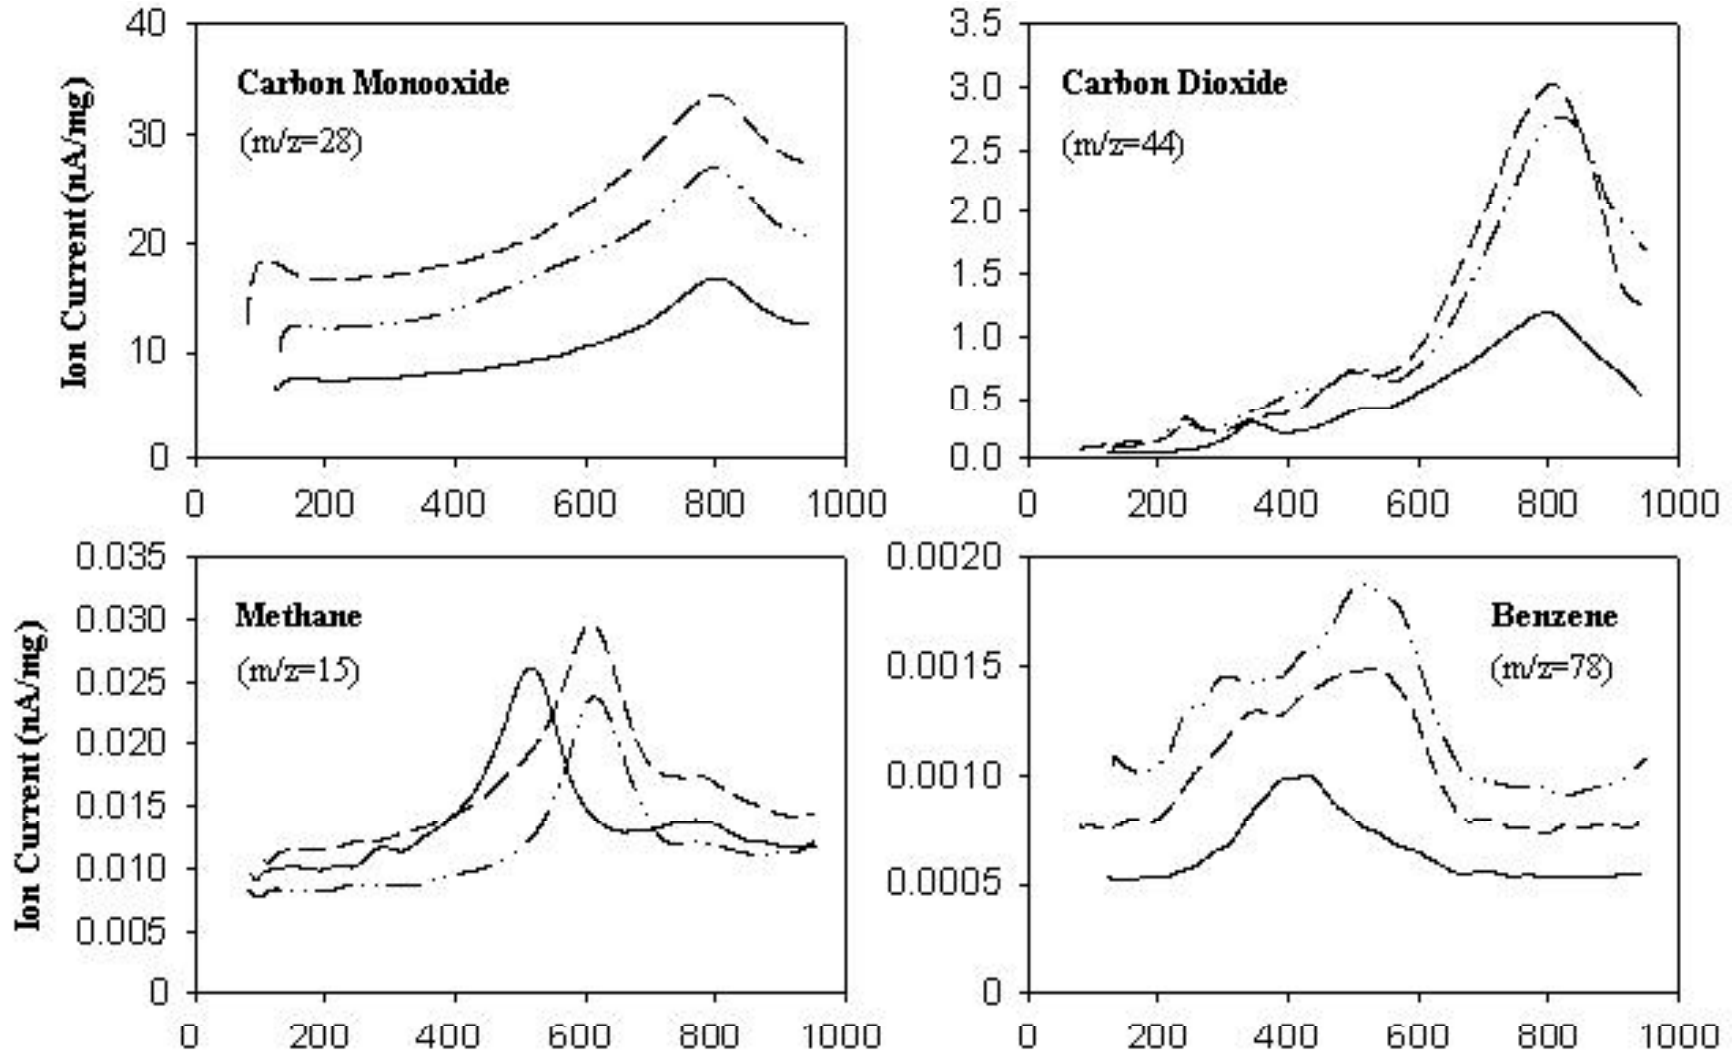 40
30
20
10
0
Ion Current (nA/mg)
Carbon Monooxide
(m/z=28)
0 200 400 600 800 1000
3.5
3.0
2.5
2.0
1.5
1.0
0.5
0.0
Carbon Dioxide
(m/z=44)
0 200 400 600 800 1000
0.035
0.030
0.025
0.020
0.015
0.010
0.005
0
Ion Current (nA/mg)
Methane
(m/z=15)
0 200 400 600 800 1000
0.0020
0.0015
0.0010
0.0005
0
Benzene
(m/z=78)
0 200 400 600 800 1000